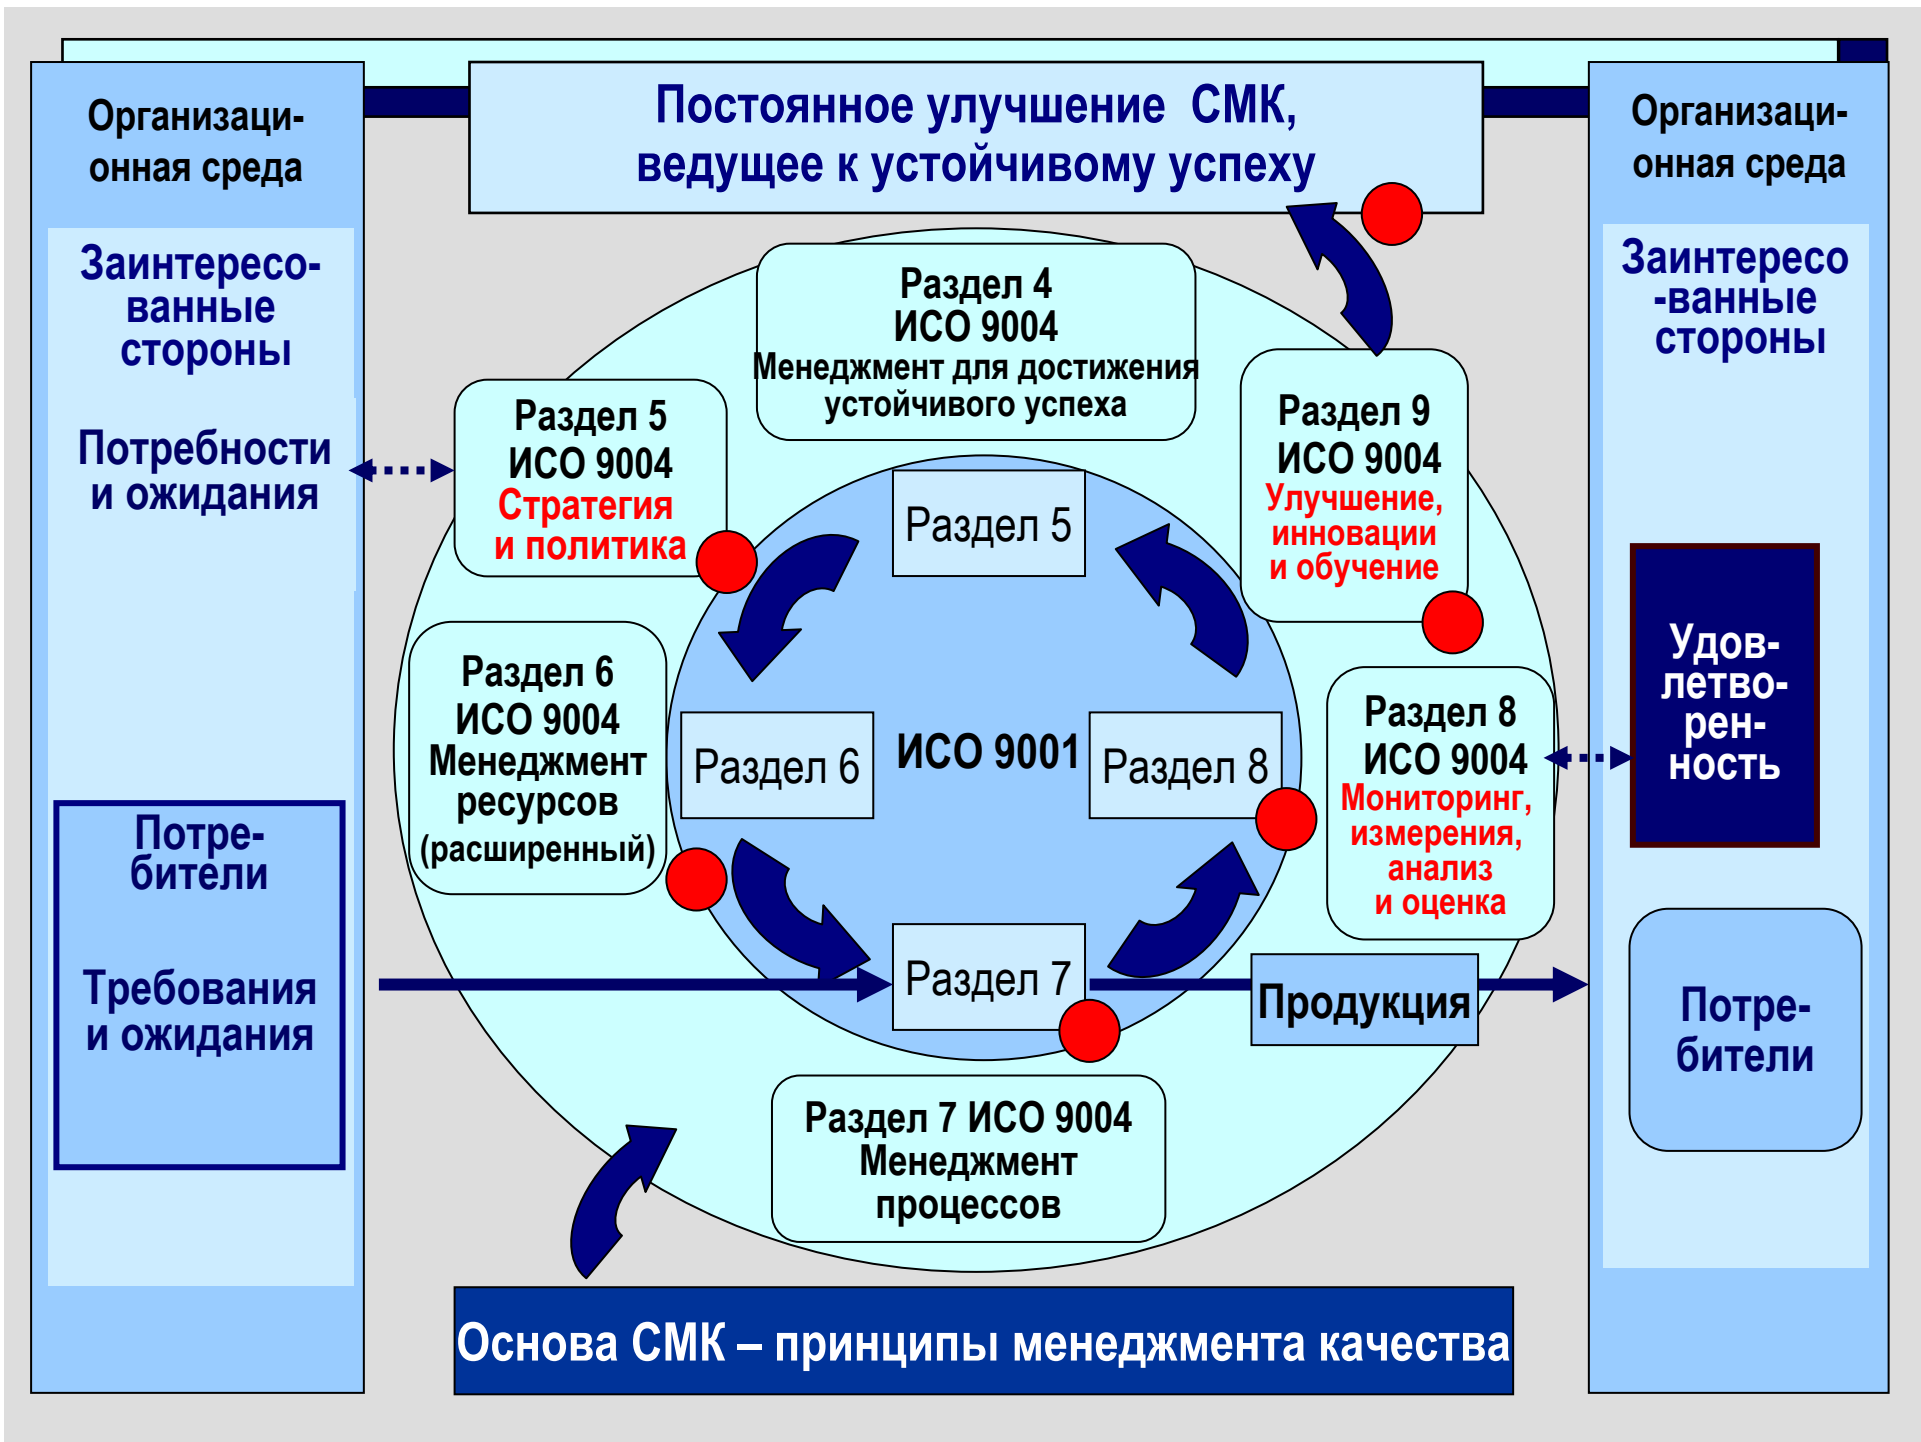 Организаци-
онная среда
Заинтересо-
ванные
стороны
Потребности
и ожидания
Потре-
бители
Требования
и ожидания
Постоянное улучшение СМК,
ведущее к устойчивому успеху
Раздел 4
ИСО 9004
Менеджмент для достижения
устойчивого успеха
Раздел 5
ИСО 9004
Стратегия
и политика
Раздел 9
ИСО 9004
Улучшение,
инновации
и обучение
Раздел 5
Раздел 6
ИСО 9004
Менеджмент
ресурсов
(расширенный)
Раздел 6
ИСО 9001
Раздел 8
Раздел 8
ИСО 9004
Мониторинг,
измерения,
анализ
и оценка
Раздел 7
Продукция
Раздел 7 ИСО 9004
Менеджмент
процессов
Основа СМК – принципы менеджмента качества
Организаци-
онная среда
Заинтересо
-ванные
стороны
Удов-
летво-
рен-
ность
Потре-
бители